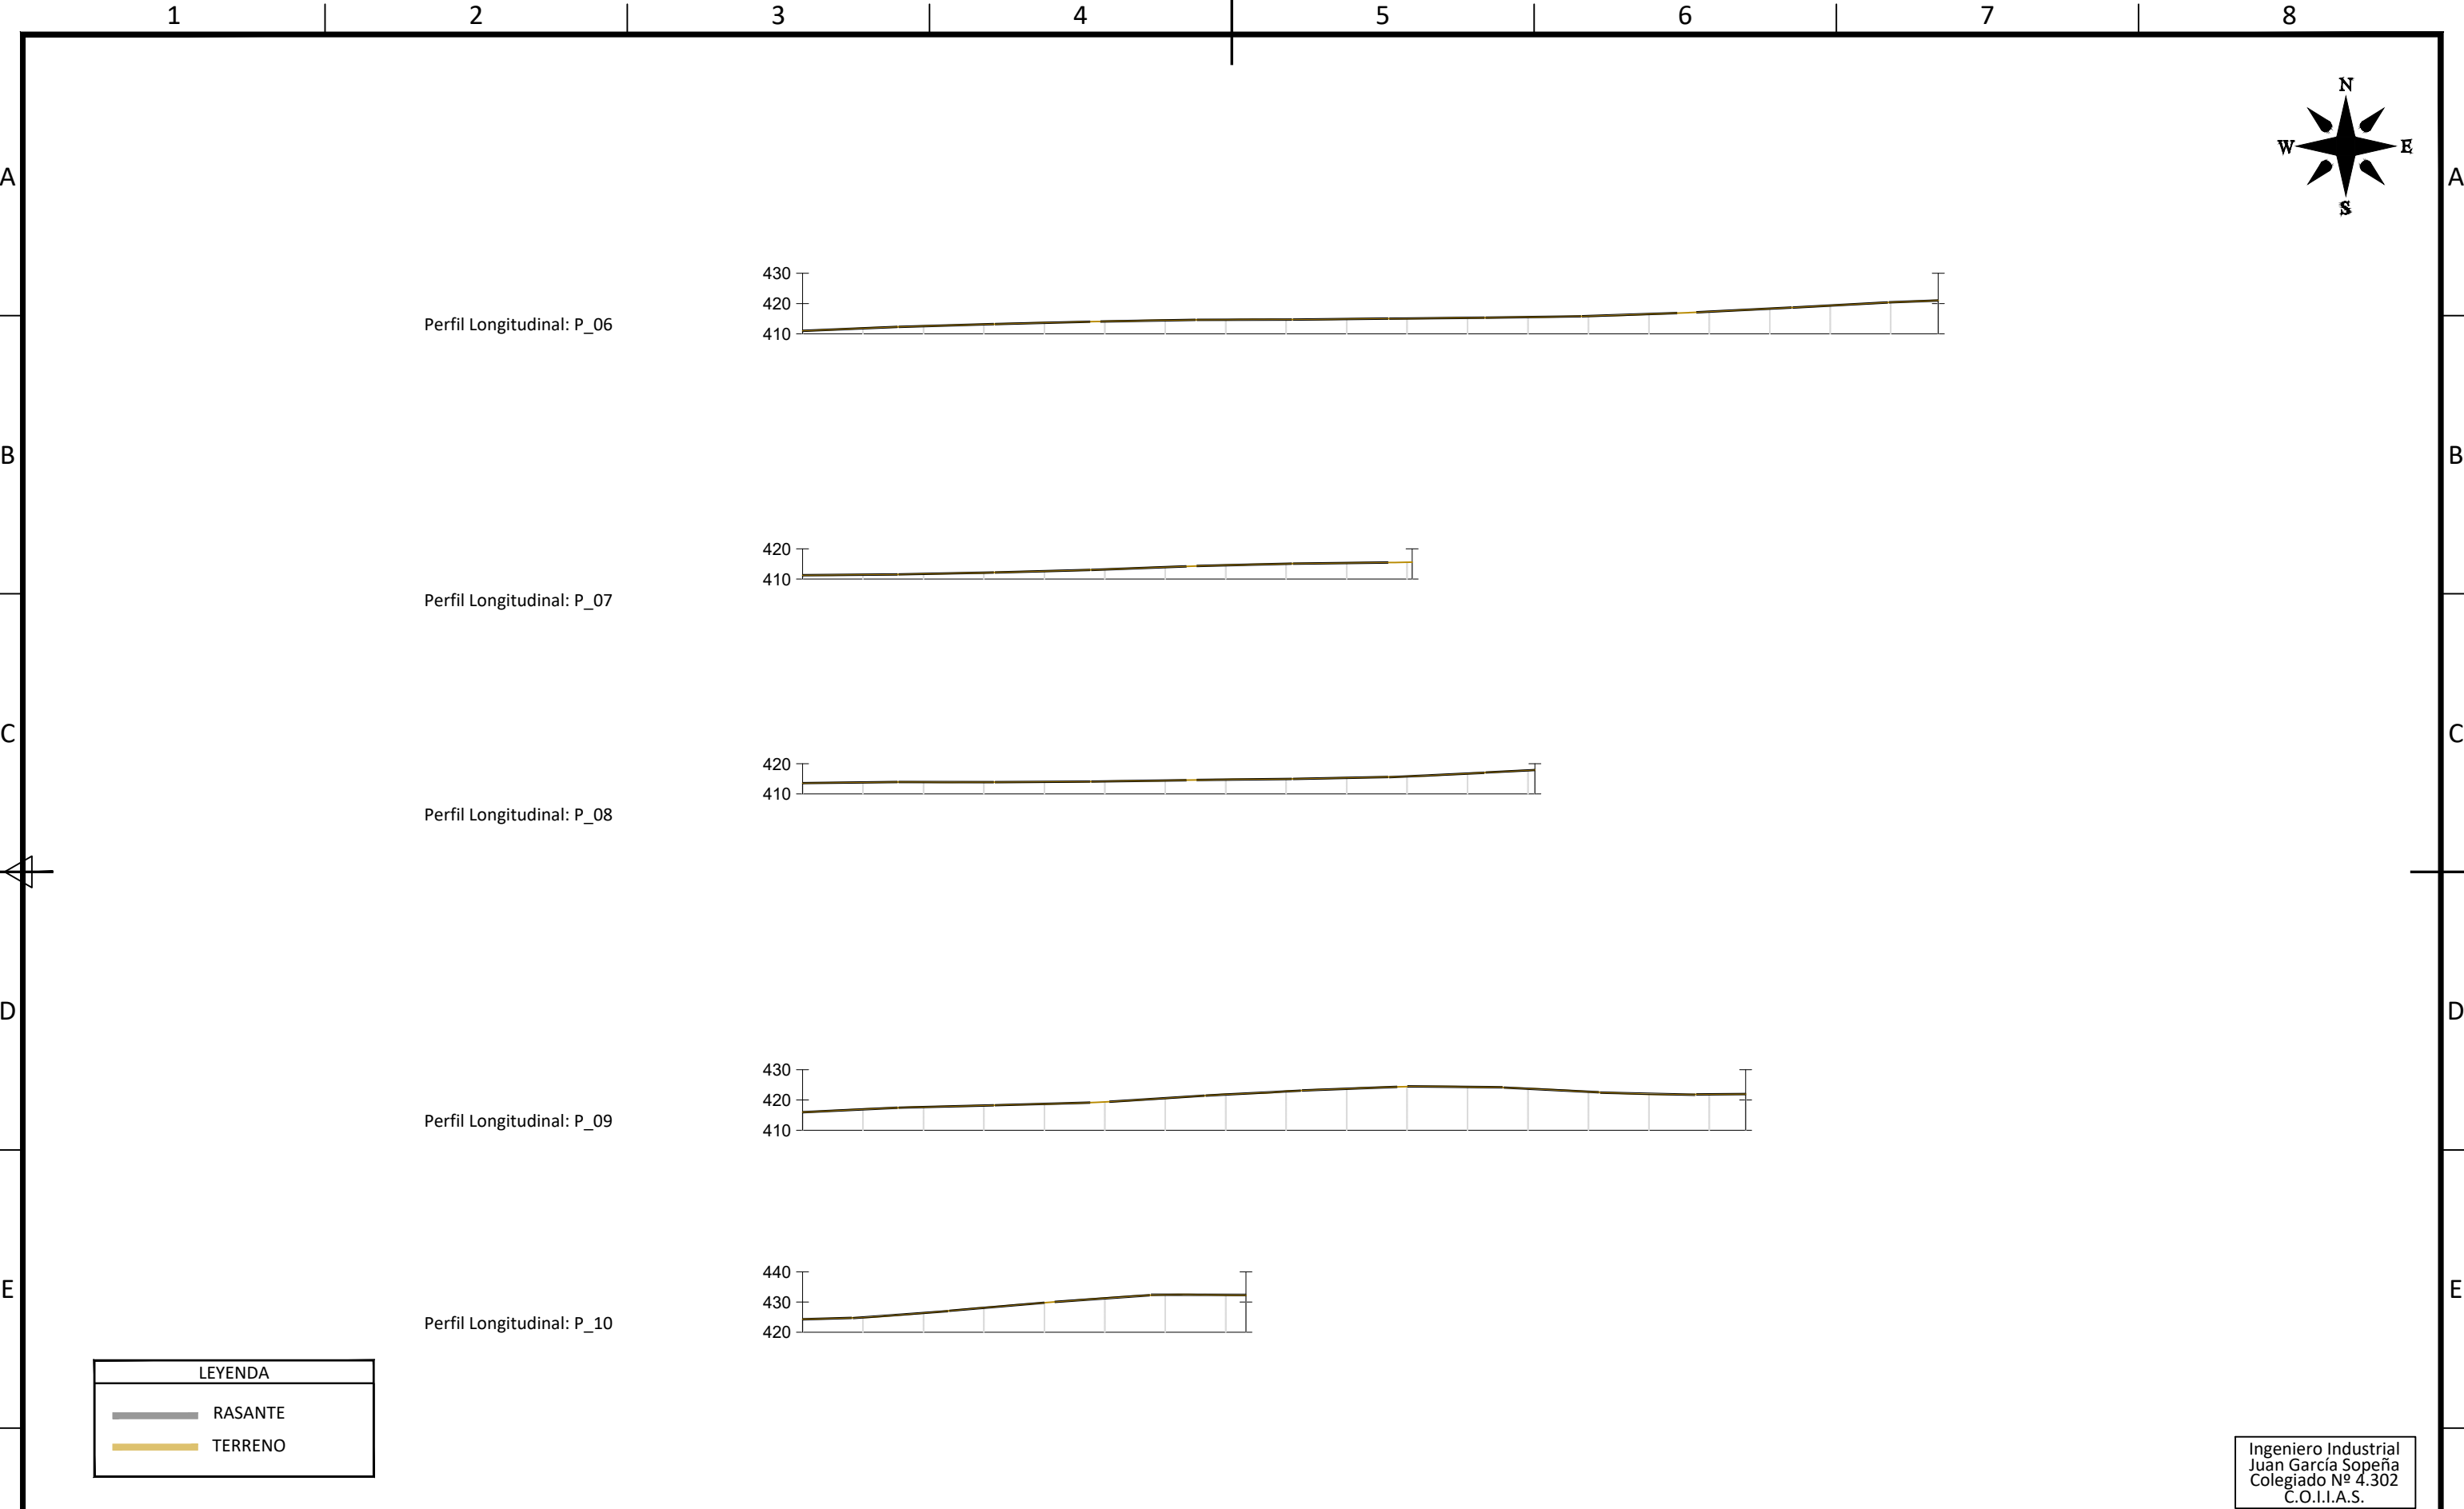 1 2 3 4 5 6 7 8
N
W E
S
A A
430
420
410
Perfil Longitudinal: P_06
B B
420
410
Perfil Longitudinal: P_07
C C
420
410
Perfil Longitudinal: P_08
D D
430
420
410
Perfil Longitudinal: P_09
E E
440
430
420
Perfil Longitudinal: P_10
LEYENDA
RASANTE
TERRENO
Ingeniero Industrial
Juan García Sopeña
Colegiado Nº 4.302
C.O.I.I.A.S.